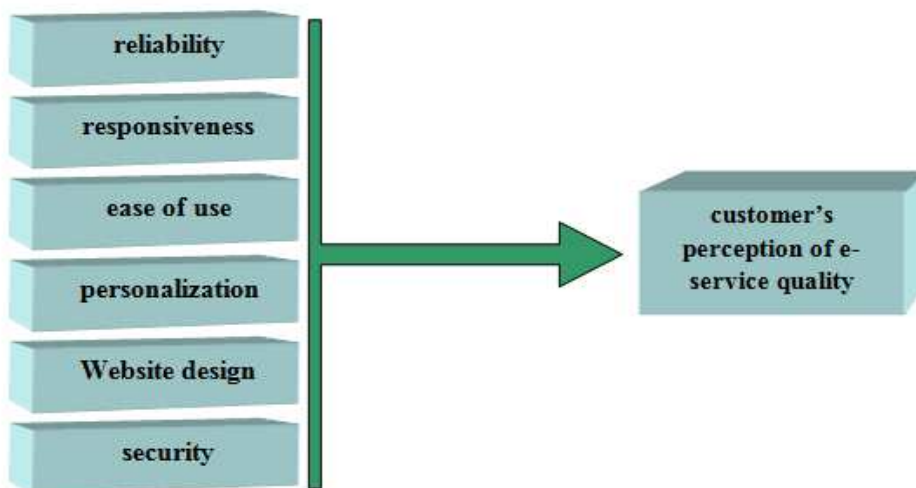 reliability
responsiveness
ease of use
personalization
Website design
security
customer’s
perception of e-
service quality